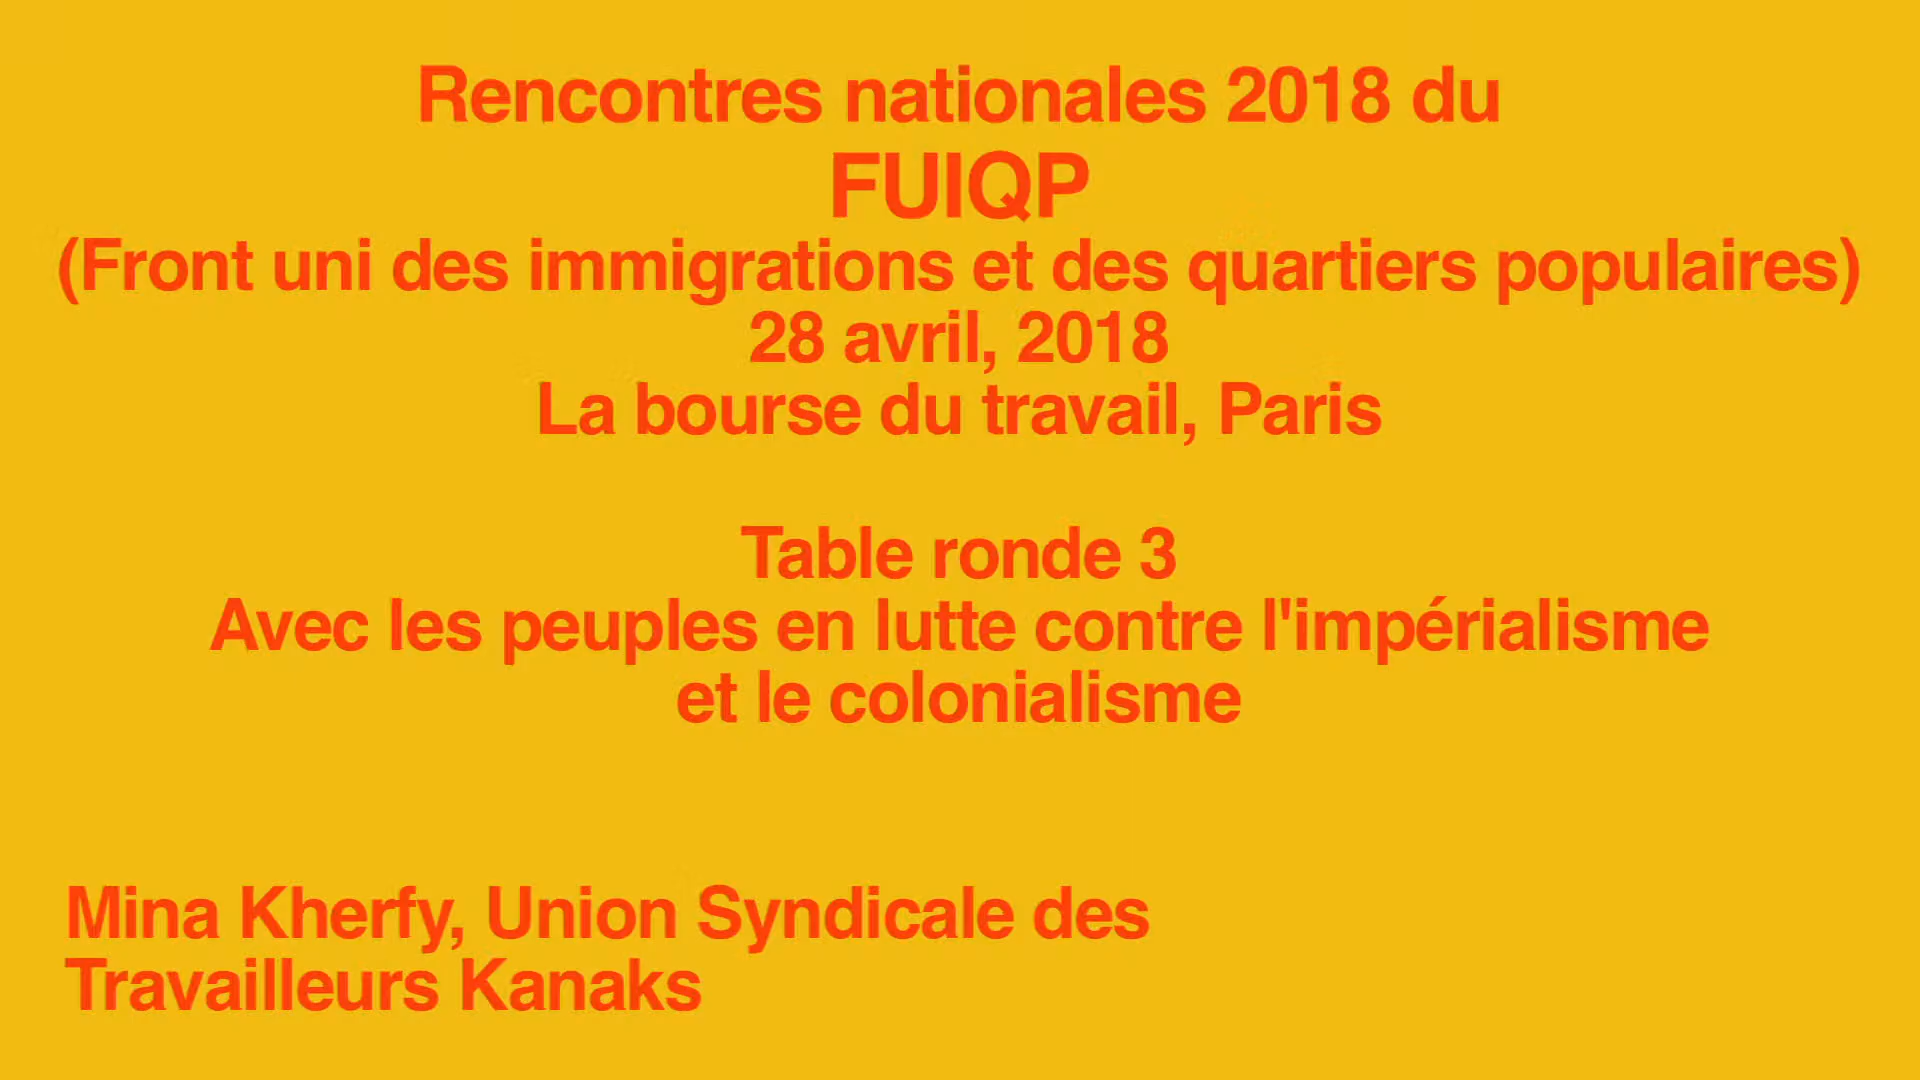 Rencontres nationales 2018 du
FUIQP
(Front uni des immigrations et des quartiers populaires)
28 avril, 2018
La bourse du travail, Paris
Table ronde 3
Avec les peuples en lutte contre l'impérialisme
et le colonialisme
Mina Kherfy, Union Syndicale des
Travailleurs Kanaks